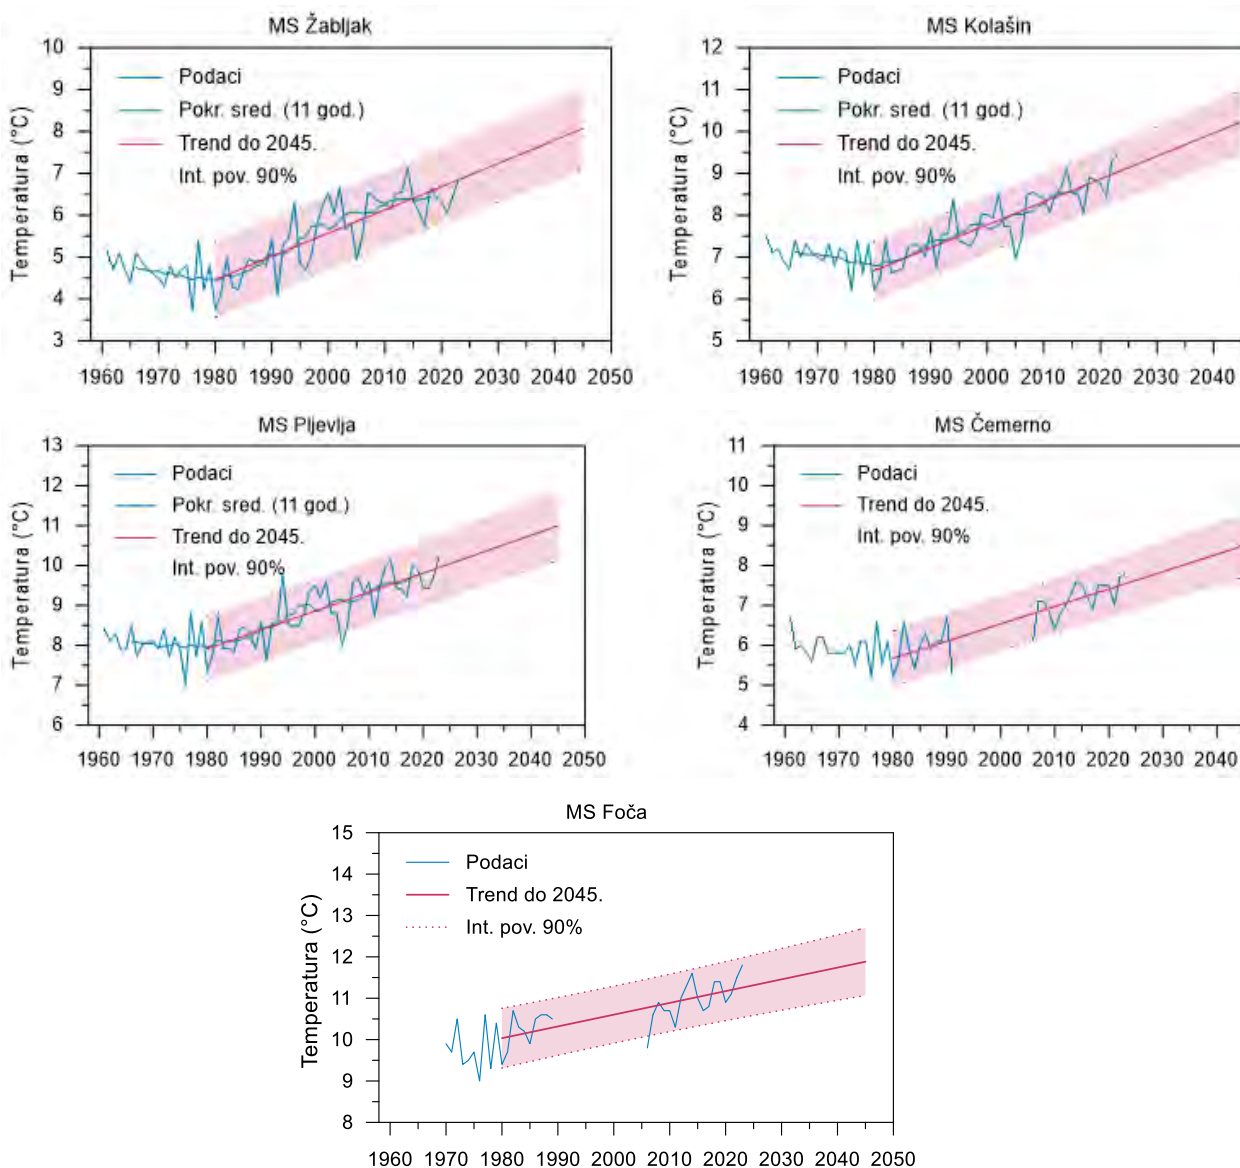 MS Žabljak
Temperatura (°C)
10
9
8
7
6
5
4
3
Podaci
Pokr. sred. (11 god.)
Trend do 2045.
Int. pov. 90%
1960 1970 1980 1990 2000 2010 2020 2030 2040 2050
MS Kolašin
Temperatura (°C)
12
11
10
9
8
7
6
5
Podaci
Pokr. sred. (11 god.)
Trend do 2045.
Int. pov. 90%
1960 1970 1980 1990 2000 2010 2020 2030 2040
MS Pljevlja
Temperatura (°C)
13
12
11
10
9
8
7
6
Podaci
Pokr. sred. (11 god.)
Trend do 2045.
Int. pov. 90%
1960 1970 1980 1990 2000 2010 2020 2030 2040 2050
MS Čemerno
Temperatura (°C)
11
10
9
8
7
6
5
4
Podaci
Trend do 2045.
Int. pov. 90%
1960 1970 1980 1990 2000 2010 2020 2030 2040
MS Foča
Temperatura (°C)
15
14
13
12
11
10
9
8
Podaci
Trend do 2045.
Int. pov. 90%
1960 1970 1980 1990 2000 2010 2020 2030 2040 2050